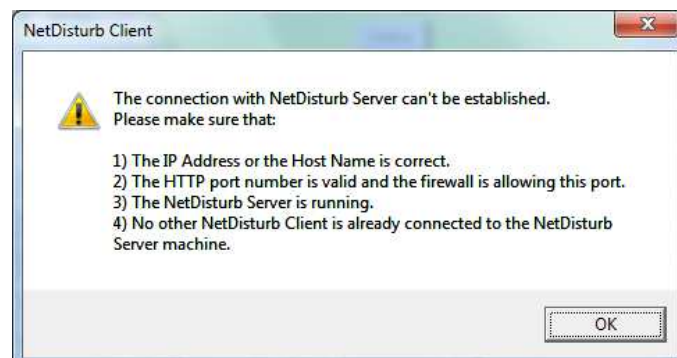 NetDisturb Client
The connection with NetDisturb Server can't be established.
Please make sure that:
1) The IP Address or the Host Name is correct.
2) The HTTP port number is valid and the firewall is allowing this port.
3) The NetDisturb Server is running.
4) No other NetDisturb Client is already connected to the NetDisturb
Server machine.
OK